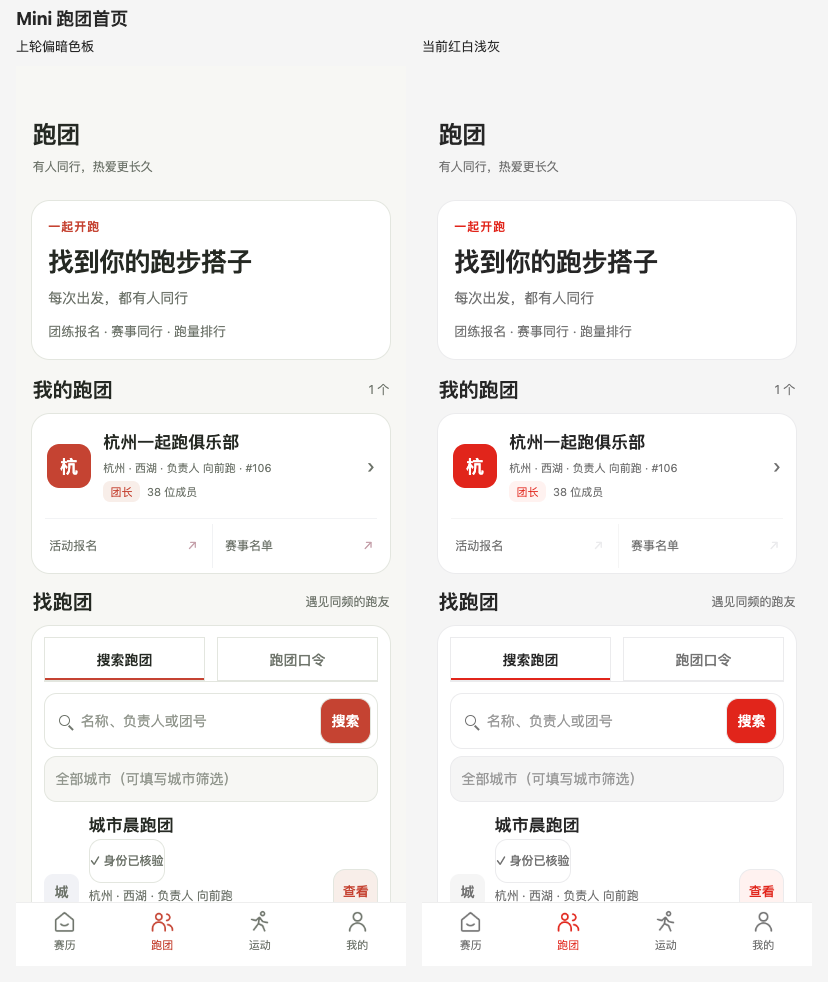 Mini 跑团首页
上轮偏暗色板
跑团
有人同行，热爱更长久
一起开跑
找到你的跑步搭子
每次出发，都有人同行
团练报名 · 赛事同行 · 跑量排行
我的跑团
1 个
杭
杭州一起跑俱乐部
杭州 · 西湖 · 负责人 向前跑 · #106
团长 38 位成员
活动报名
赛事名单
找跑团
遇见同频的跑友
搜索跑团
跑团口令
名称、负责人或团号
搜索
全部城市（可填写城市筛选）
城市晨跑团
✓ 身份已核验
城
杭州 · 西湖 · 负责人 向前跑
查看
赛历
跑团
运动
我的
当前红白浅灰
跑团
有人同行，热爱更长久
一起开跑
找到你的跑步搭子
每次出发，都有人同行
团练报名 · 赛事同行 · 跑量排行
我的跑团
1 个
杭
杭州一起跑俱乐部
杭州 · 西湖 · 负责人 向前跑 · #106
团长 38 位成员
活动报名
赛事名单
找跑团
遇见同频的跑友
搜索跑团
跑团口令
名称、负责人或团号
搜索
全部城市（可填写城市筛选）
城市晨跑团
✓ 身份已核验
城
杭州 · 西湖 · 负责人 向前跑
查看
赛历
跑团
运动
我的